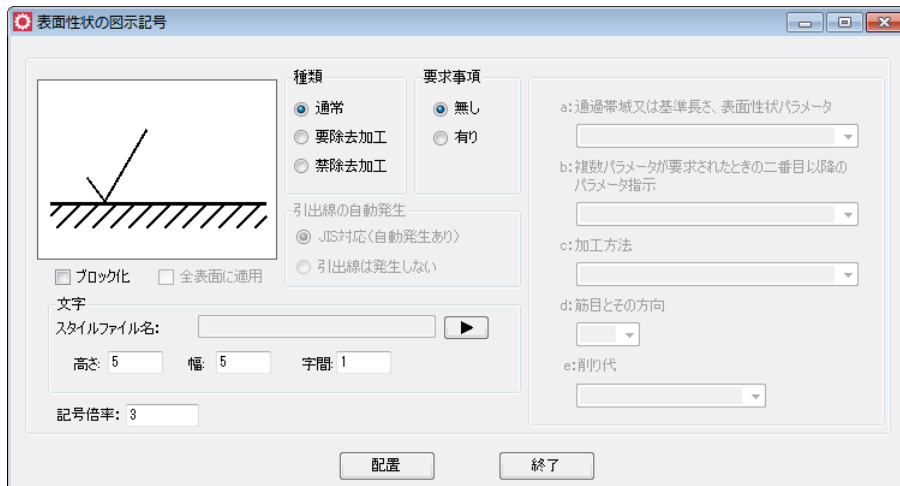 表面性状の図示記号
種類
通常
要除去加工
禁除去加工
要求事項
無し
有り
引出線の自動発生
JIS対応(自動発生あり)
引出線は発生しない
ブロック化
全表面に適用
文字
スタイルファイル名:
高さ: 5
幅: 5
字間: 1
記号倍率: 3
a:通過帯域又は基準長さ、表面性状パラメータ
b:複数パラメータが要求されたときの二番目以降の
パラメータ指示
c:加工方法
d:筋目とその方向
e:削り代
配置
終了